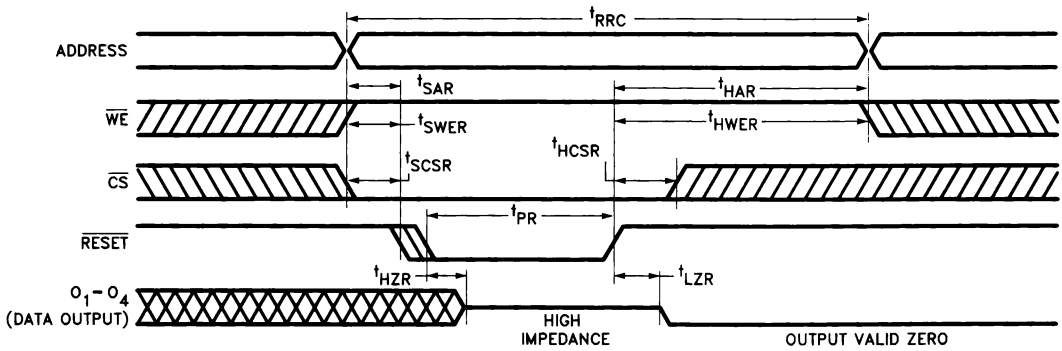 tRRC
ADDRESS
tSAR
tHAR
WE
tSWER
tHWER
tSCSR
tHCSR
CS
tPR
RESET
tHZR
tLZR
O1–O4
(DATA OUTPUT)
HIGH
IMPEDANCE
OUTPUT VALID ZERO